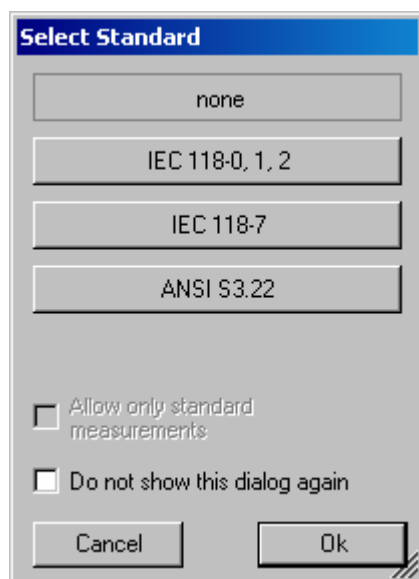 Select Standard
none
IEC 118-0, 1, 2
IEC 118-7
ANSI S3.22
Allow only standard
measurements
Do not show this dialog again
Cancel
Ok